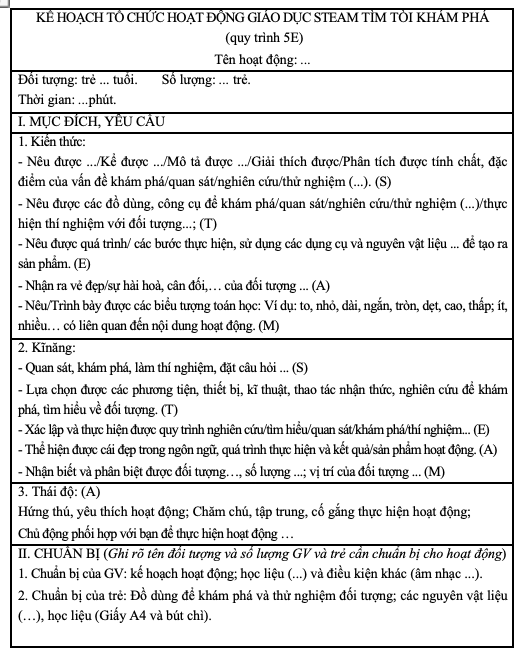 KẾ HOẠCH TỔ CHỨC HOẠT ĐỘNG GIÁO DỤC STEAM TÌM TÒI KHÁM PHÁ
(quy trình 5E)
Tên hoạt động: ...
Đối tượng: trẻ ... tuổi. Số lượng: ... trẻ.
Thời gian: ...phút.
I. MỤC ĐÍCH, YÊU CẦU
1. Kiến thức:
- Nêu được .../Kể được .../Mô tả được .../Giải thích được/Phân tích được tính chất, đặc
điểm của vấn đề khám phá/quan sát/nghiên cứu/thử nghiệm (...). (S)
- Nêu được các đồ dùng, công cụ để khám phá/quan sát/nghiên cứu/thử nghiệm (...)/thực
hiện thí nghiệm với đối tượng...; (T)
- Nêu được quá trình/ các bước thực hiện, sử dụng các dụng cụ và nguyên vật liệu ... để tạo ra
sản phẩm. (E)
- Nhận ra vẻ đẹp/sự hài hoà, cân đối,… của đối tượng ... (A)
- Nêu/Trình bày được các biểu tượng toán học: Ví dụ: to, nhỏ, dài, ngắn, tròn, dẹt, cao, thấp; ít,
nhiều… có liên quan đến nội dung hoạt động. (M)
2. Kĩnăng:
- Quan sát, khám phá, làm thí nghiệm, đặt câu hỏi ... (S)
- Lựa chọn được các phương tiện, thiết bị, kĩ thuật, thao tác nhận thức, nghiên cứu để khám
phá, tìm hiểu về đối tượng. (T)
- Xác lập và thực hiện được quy trình nghiên cứu/tìm hiểu/quan sát/khám phá/thí nghiệm... (E)
- Thể hiện được cái đẹp trong ngôn ngữ, quá trình thực hiện và kết quả/sản phẩm hoạt động. (A)
- Nhận biết và phân biệt được đối tượng…, số lượng ...; vị trí của đối tượng ... (M)
3. Thái độ: (A)
Hứng thú, yêu thích hoạt động; Chăm chú, tập trung, cố gắng thực hiện hoạt động;
Chủ động phối hợp với bạn để thực hiện hoạt động …
II. CHUẨN BỊ (Ghi rõ tên đối tượng và số lượng GV và trẻ cần chuẩn bị cho hoạt động)
1. Chuẩn bị của GV: kế hoạch hoạt động; học liệu (...) và điều kiện khác (âm nhạc ...).
2. Chuẩn bị của trẻ: Đồ dùng để khám phá và thử nghiệm đối tượng; các nguyên vật liệu
(…), học liệu (Giấy A4 và bút chì).